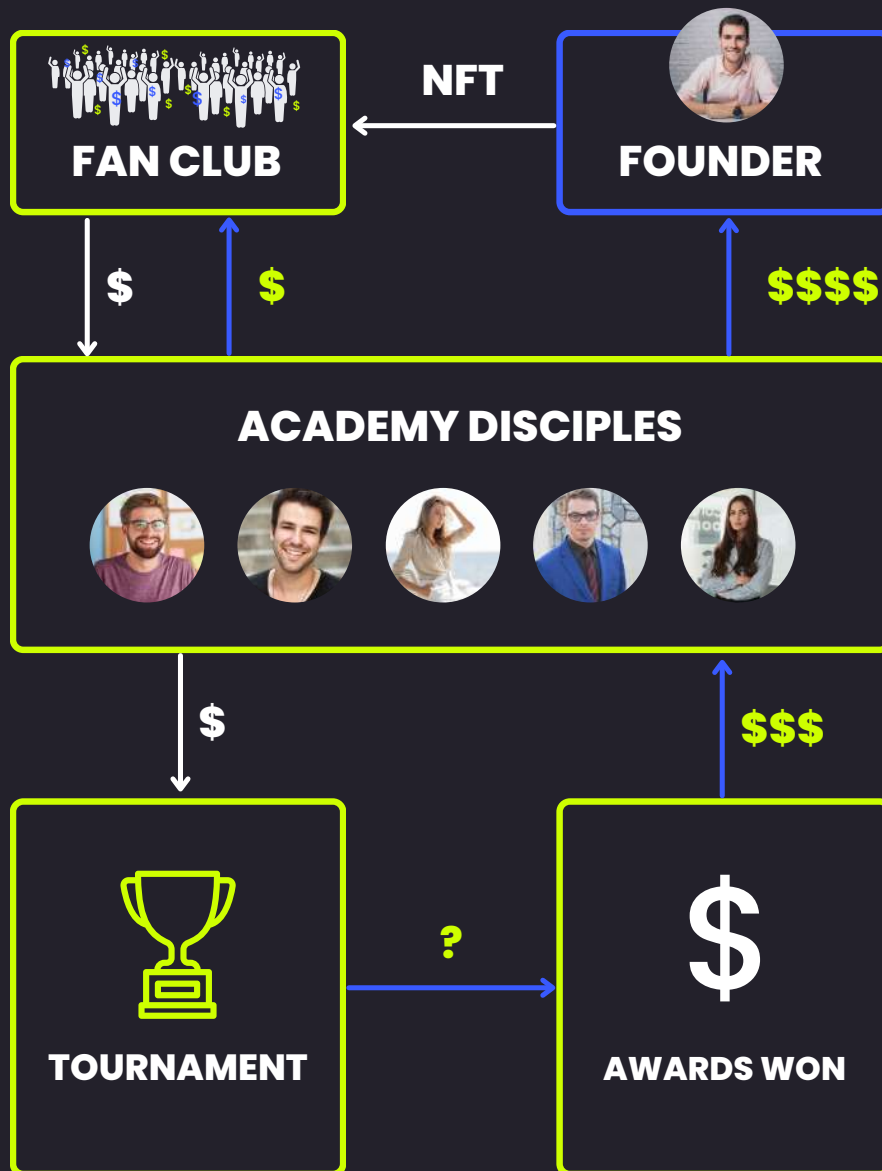 NFT
FAN CLUB
FOUNDER
$
$
$$$$
ACADEMY DISCIPLES
$
$$$
?
$
TOURNAMENT
AWARDS WON